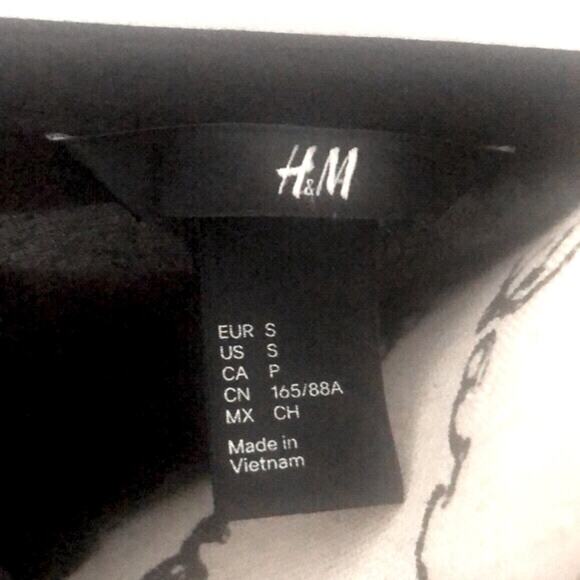 H&M
EUR S
US S
CA P
CN 165/88A
MX CH
Made in
Vietnam